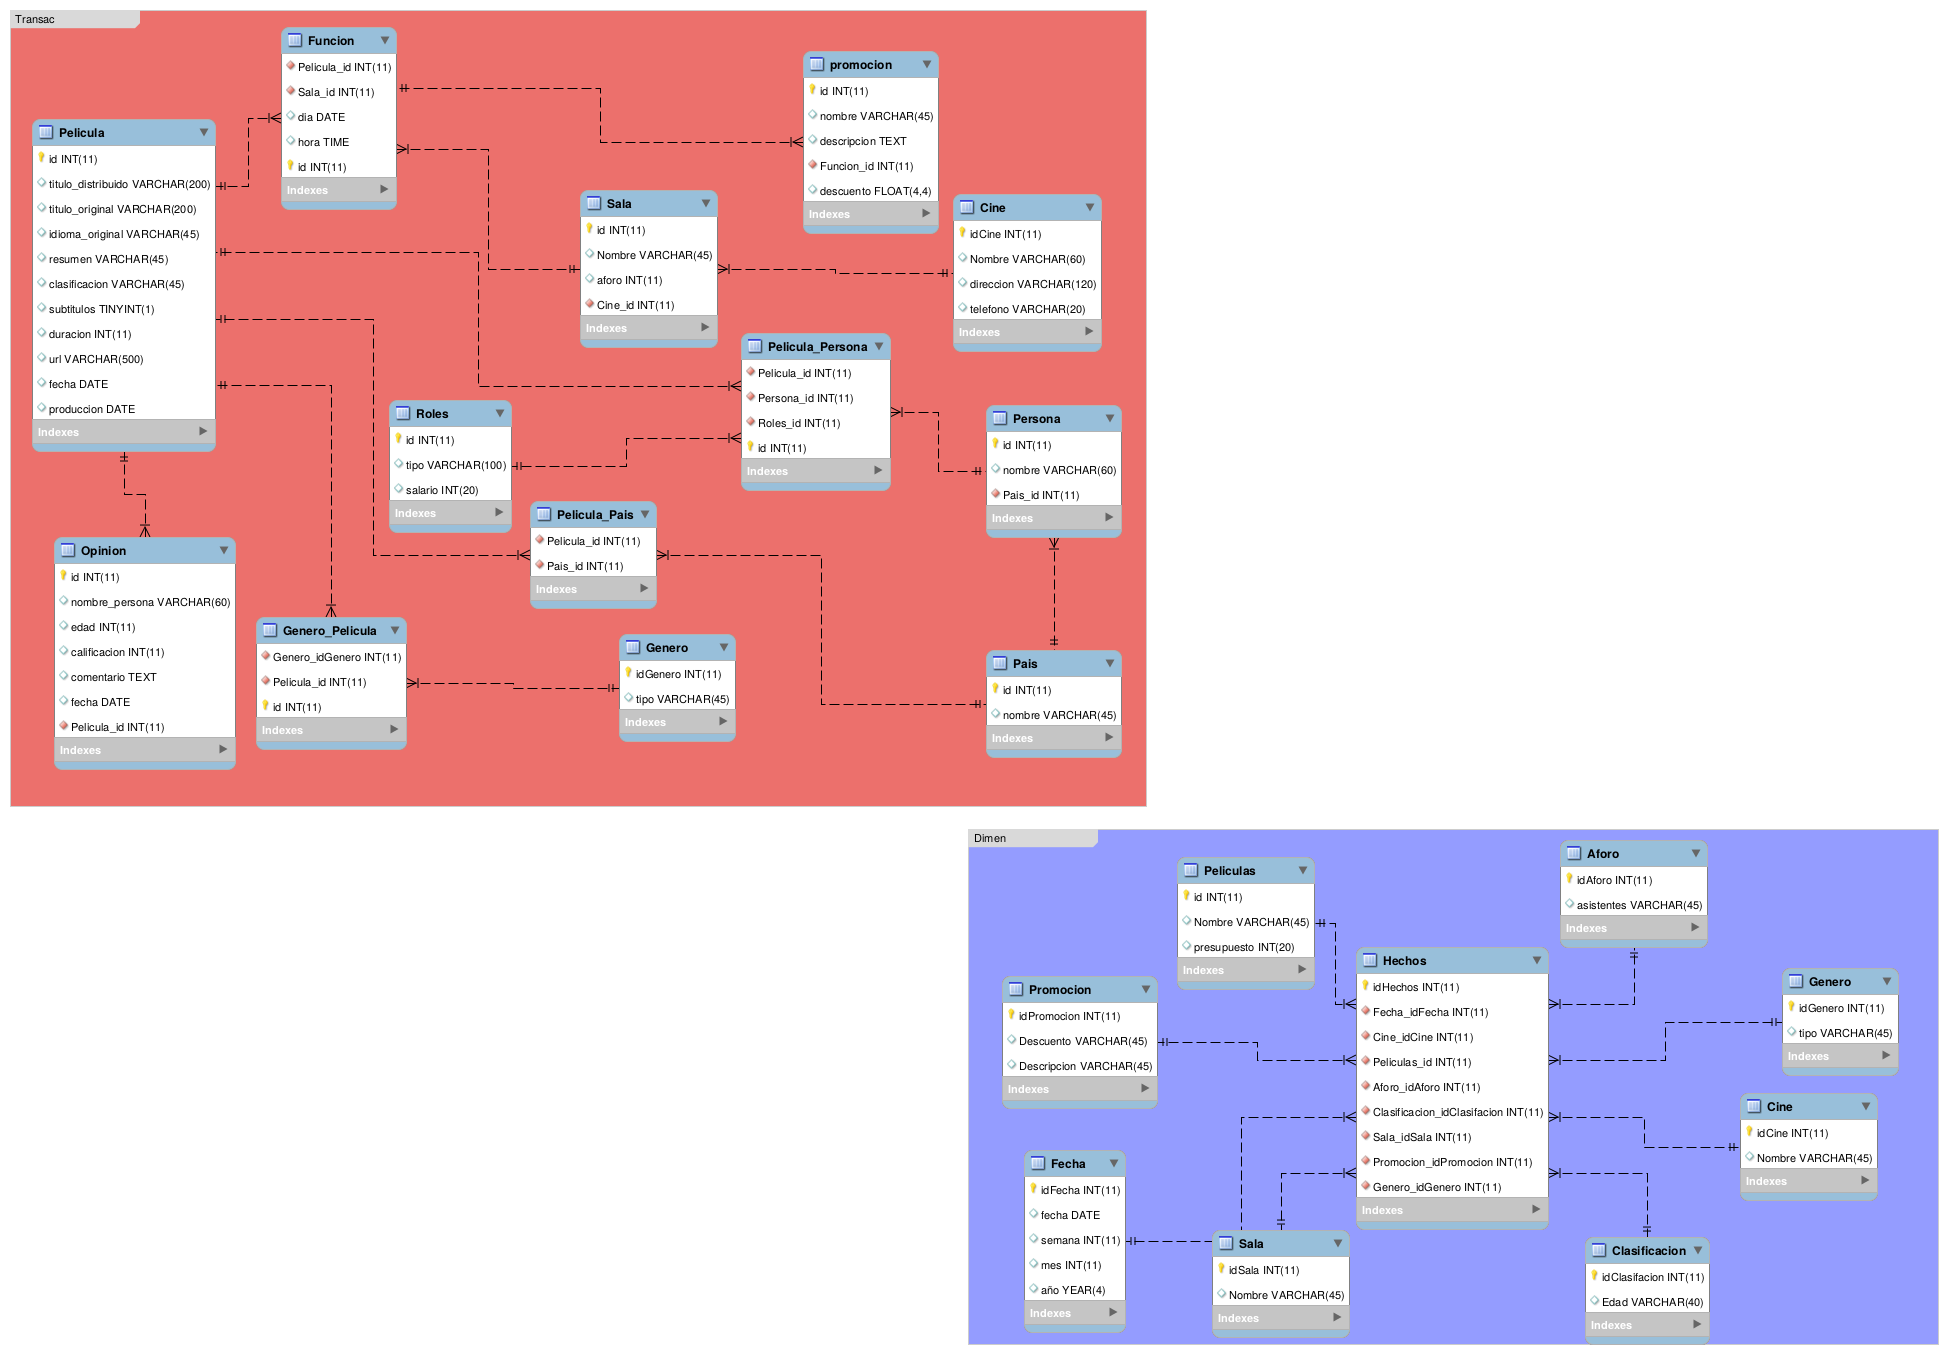 Transac
Funcion
Pelicula_id INT(11)
Sala_id INT(11)
dia DATE
hora TIME
id INT(11)
Indexes
promocion
id INT(11)
nombre VARCHAR(45)
descripcion TEXT
Funcion_id INT(11)
descuento FLOAT(4,4)
Indexes
Pelicula
id INT(11)
titulo_distribuido VARCHAR(200)
titulo_original VARCHAR(200)
idioma_original VARCHAR(45)
resumen VARCHAR(45)
clasificacion VARCHAR(45)
subtitulos TINYINT(1)
duracion INT(11)
url VARCHAR(500)
fecha DATE
produccion DATE
Indexes
Sala
id INT(11)
Nombre VARCHAR(45)
aforo INT(11)
Cine_id INT(11)
Indexes
Cine
idCine INT(11)
Nombre VARCHAR(60)
direccion VARCHAR(120)
telefono VARCHAR(20)
Indexes
Pelicula_Persona
Pelicula_id INT(11)
Persona_id INT(11)
Roles_id INT(11)
id INT(11)
Indexes
Roles
id INT(11)
tipo VARCHAR(100)
salario INT(20)
Indexes
Persona
id INT(11)
nombre VARCHAR(60)
Pais_id INT(11)
Indexes
Pelicula_Pais
Pelicula_id INT(11)
Pais_id INT(11)
Indexes
Opinion
id INT(11)
nombre_persona VARCHAR(60)
edad INT(11)
calificacion INT(11)
comentario TEXT
fecha DATE
Pelicula_id INT(11)
Indexes
Genero_Pelicula
Genero_idGenero INT(11)
Pelicula_id INT(11)
id INT(11)
Indexes
Genero
idGenero INT(11)
tipo VARCHAR(45)
Indexes
Pais
id INT(11)
nombre VARCHAR(45)
Indexes
Dimen
Peliculas
id INT(11)
Nombre VARCHAR(45)
presupuesto INT(20)
Indexes
Aforo
idAforo INT(11)
asistentes VARCHAR(45)
Indexes
Promocion
idPromocion INT(11)
Descuento VARCHAR(45)
Descripcion VARCHAR(45)
Indexes
Hechos
idHechos INT(11)
Fecha_idFecha INT(11)
Cine_idCine INT(11)
Peliculas_id INT(11)
Aforo_idAforo INT(11)
Clasificacion_idClasifacion INT(11)
Sala_idSala INT(11)
Promocion_idPromocion INT(11)
Genero_idGenero INT(11)
Indexes
Genero
idGenero INT(11)
tipo VARCHAR(45)
Indexes
Cine
idCine INT(11)
Nombre VARCHAR(45)
Indexes
Fecha
idFecha INT(11)
fecha DATE
semana INT(11)
mes INT(11)
año YEAR(4)
Indexes
Sala
idSala INT(11)
Nombre VARCHAR(45)
Indexes
Clasificacion
idClasifacion INT(11)
Edad VARCHAR(40)
Indexes